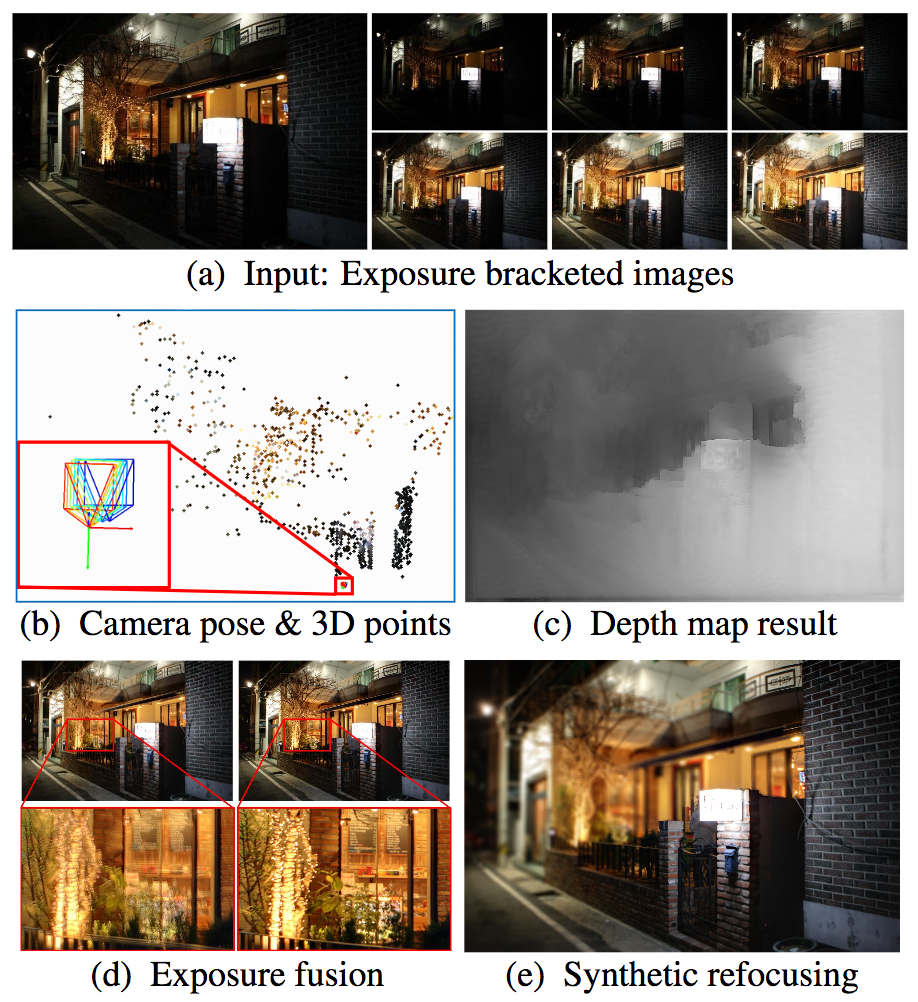 (a) Input: Exposure bracketed images
(b) Camera pose & 3D points
(c) Depth map result
(d) Exposure fusion
(e) Synthetic refocusing